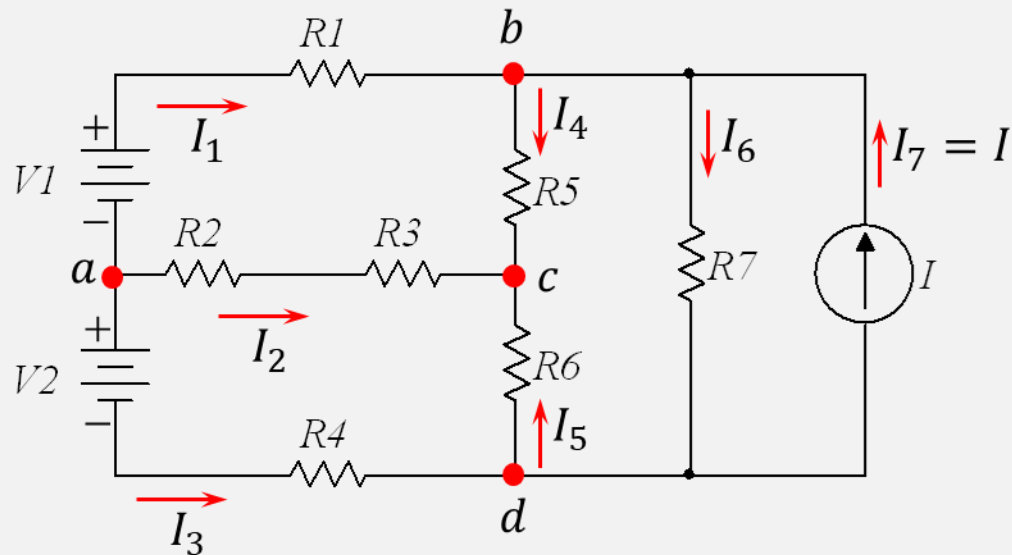 b
R1
I₁
I₄
I₆
I₇ = I
+
V1
−
R5
R2
R3
a
c
R7
I
I₂
+
V2
−
R6
R4
I₅
d
I₃